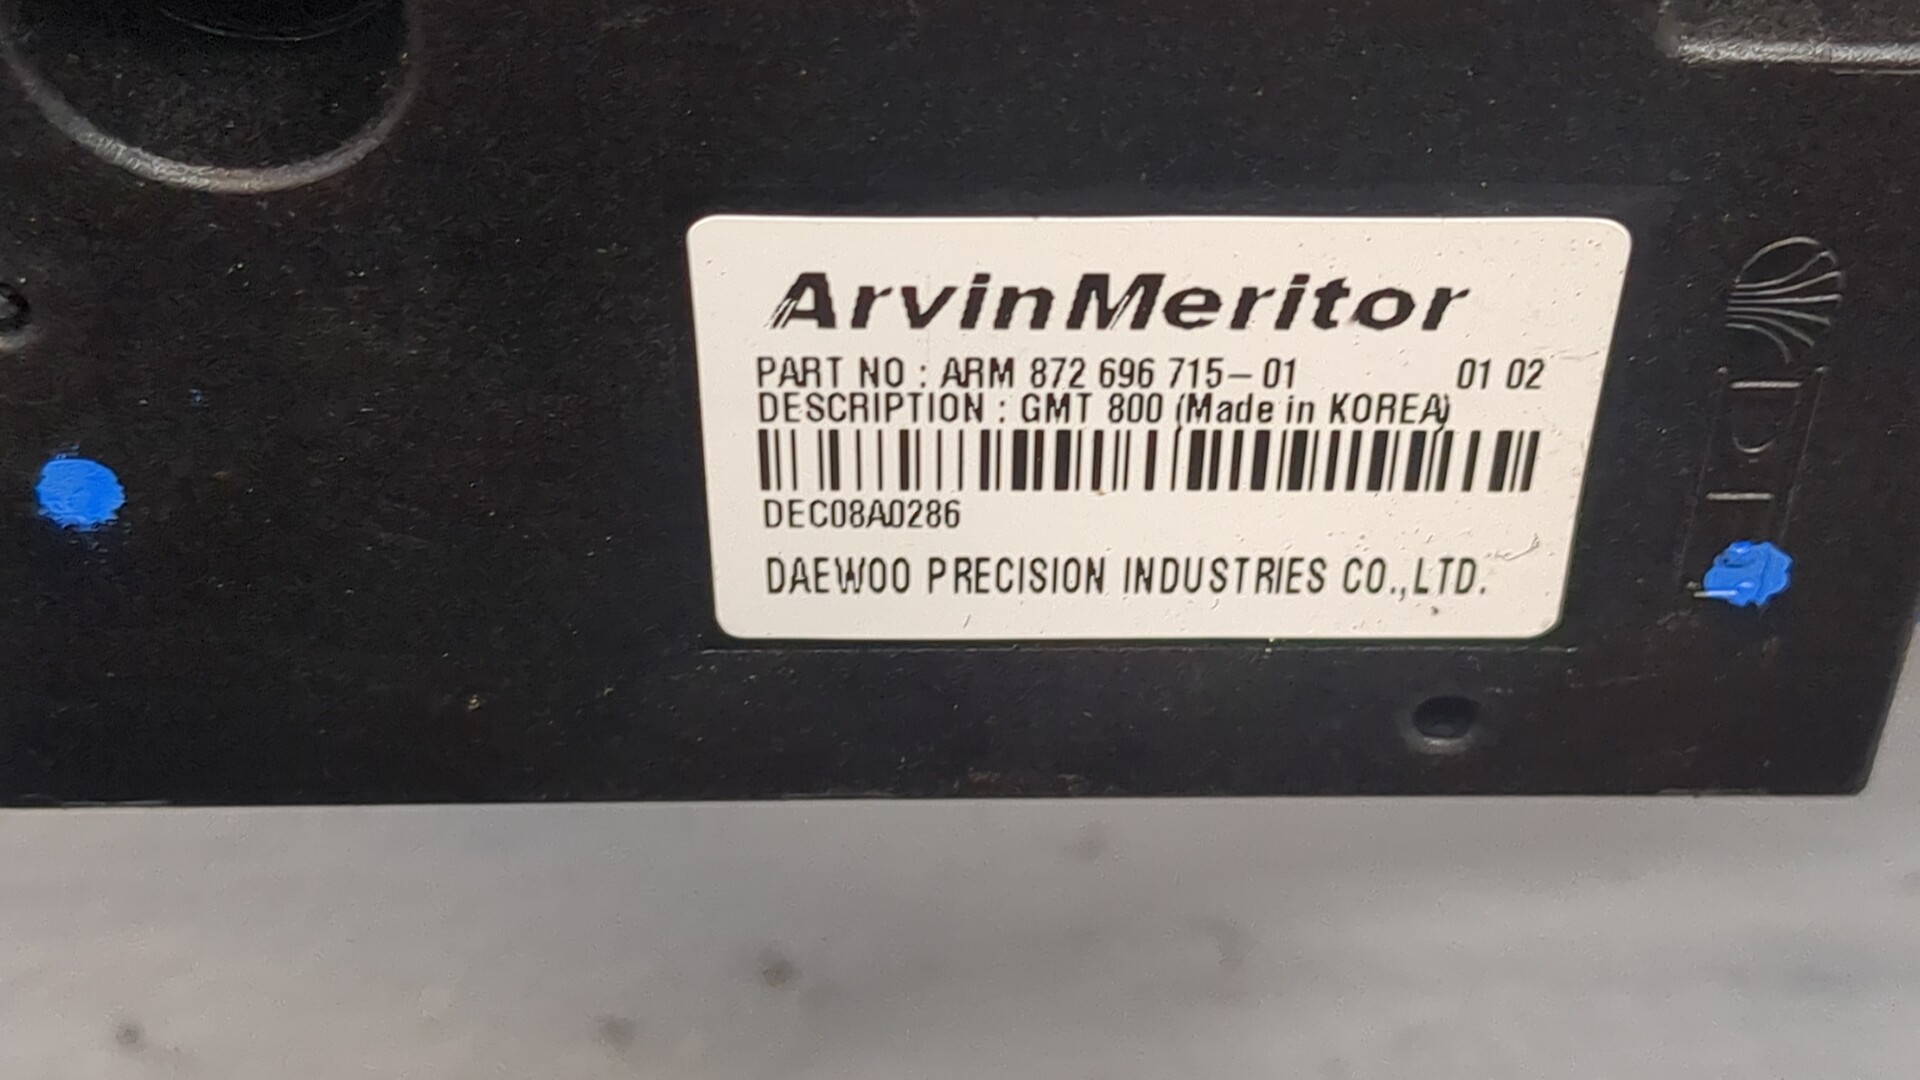 ArvinMeritor
PART NO : ARM 872 696 715-01 01 02
DESCRIPTION : GMT 800 (Made in KOREA)
DEC08A0286
DAEWOO PRECISION INDUSTRIES CO.,LTD.